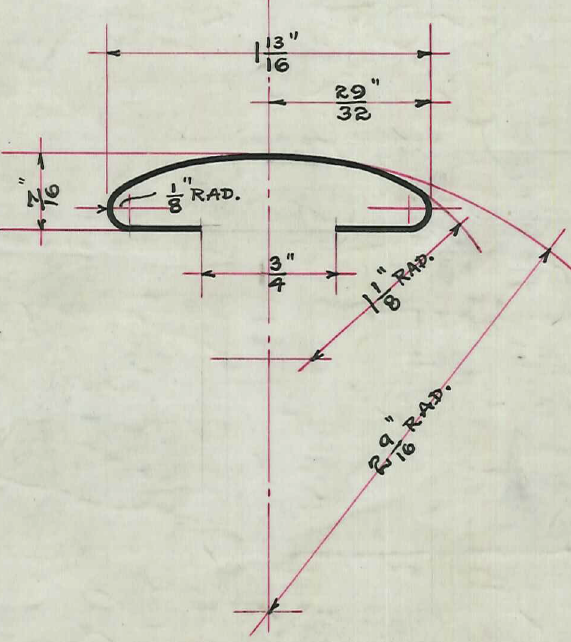 1 13/16"
29/32"
7/16"
1/8" RAD.
3/4"
1 1/8" RAD.
2 9/16" RAD.